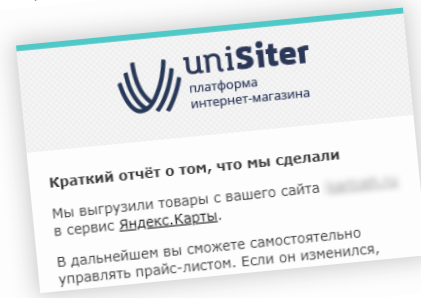 uniSiter
платформа
интернет-магазина
Краткий отчёт о том, что мы сделали
Мы выгрузили товары с вашего сайта
в сервис Яндекс.Карты.
В дальнейшем вы сможете самостоятельно
управлять прайс-листом. Если он изменился,